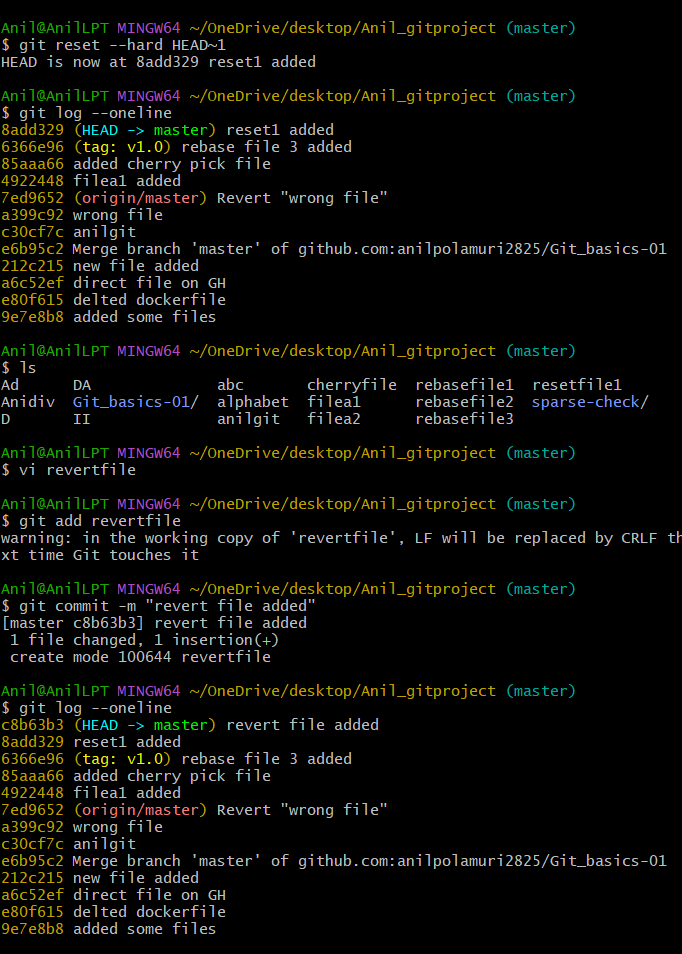 Anil@AnilLPT MINGW64 ~/OneDrive/desktop/Anil_gitproject (master)
$ git reset --hard HEAD~1
HEAD is now at 8add329 reset1 added
Anil@AnilLPT MINGW64 ~/OneDrive/desktop/Anil_gitproject (master)
$ git log --oneline
8add329 (HEAD -> master) reset1 added
6366e96 (tag: v1.0) rebase file 3 added
85aaa66 added cherry pick file
4922448 filea1 added
7ed9652 (origin/master) Revert "wrong file"
a399c92 wrong file
c30cf7c anilgit
e6b95c2 Merge branch 'master' of github.com:anilpolamuri2825/Git_basics-01
212c215 new file added
a6c52ef direct file on GH
e80f615 delted dockerfile
9e7e8b8 added some files
Anil@AnilLPT MINGW64 ~/OneDrive/desktop/Anil_gitproject (master)
$ ls
Ad DA abc cherryfile rebasefile1 resetfile1
Anidiv Git_basics-01/ alphabet filea1 rebasefile2 sparse-check/
D II anilgit filea2 rebasefile3
Anil@AnilLPT MINGW64 ~/OneDrive/desktop/Anil_gitproject (master)
$ vi revertfile
Anil@AnilLPT MINGW64 ~/OneDrive/desktop/Anil_gitproject (master)
$ git add revertfile
warning: in the working copy of 'revertfile', LF will be replaced by CRLF th
xt time Git touches it
Anil@AnilLPT MINGW64 ~/OneDrive/desktop/Anil_gitproject (master)
$ git commit -m "revert file added"
[master c8b63b3] revert file added
1 file changed, 1 insertion(+)
create mode 100644 revertfile
Anil@AnilLPT MINGW64 ~/OneDrive/desktop/Anil_gitproject (master)
$ git log --oneline
c8b63b3 (HEAD -> master) revert file added
8add329 reset1 added
6366e96 (tag: v1.0) rebase file 3 added
85aaa66 added cherry pick file
4922448 filea1 added
7ed9652 (origin/master) Revert "wrong file"
a399c92 wrong file
c30cf7c anilgit
e6b95c2 Merge branch 'master' of github.com:anilpolamuri2825/Git_basics-01
212c215 new file added
a6c52ef direct file on GH
e80f615 delted dockerfile
9e7e8b8 added some files